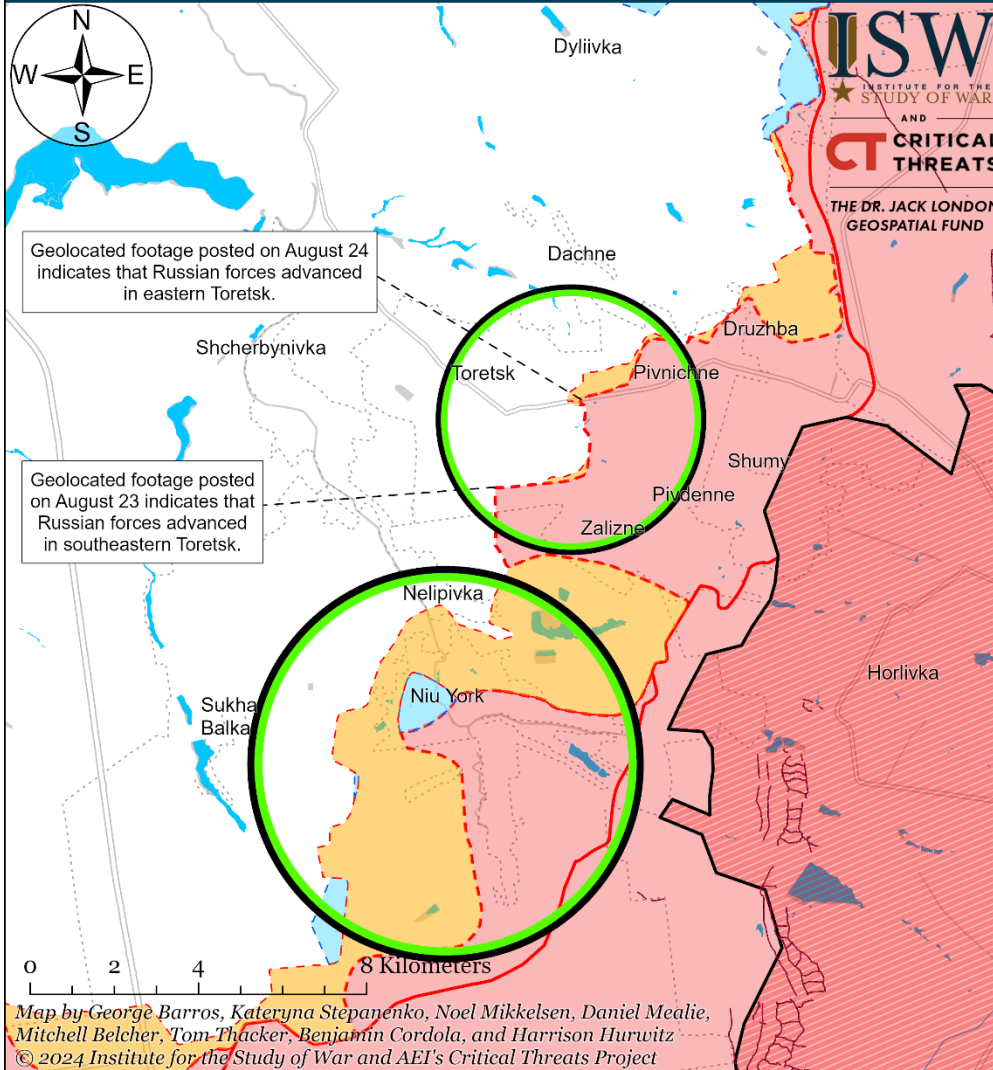 N
W E
S
Dyliivka
ISW
INSTITUTE FOR THE
STUDY OF WAR
AND
CT CRITICAL
THREATS
THE DR. JACK LONDON
GEOSPATIAL FUND
Geolocated footage posted on August 24
indicates that Russian forces advanced
in eastern Toretsk.
Dachne
Druzhba
Shcherbynivka
Toretsk
Pivnichne
Geolocated footage posted
on August 23 indicates that
Russian forces advanced
in southeastern Toretsk.
Shumy
Pivdenne
Zalizne
Nelipivka
Horlivka
Niu York
Sukha
Balka
0 2 4 8 Kilometers
Map by George Barros, Kateryna Stepanenko, Noel Mikkelsen, Daniel Mealie,
Mitchell Belcher, Tom Thacker, Benjamin Cordola, and Harrison Hurwitz
© 2024 Institute for the Study of War and AEI's Critical Threats Project